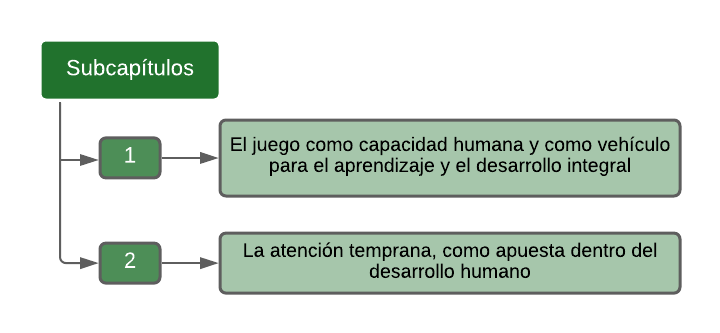 Subcapítulos
1
El juego como capacidad humana y como vehículo
para el aprendizaje y el desarrollo integral
2
La atención temprana, como apuesta dentro del
desarrollo humano